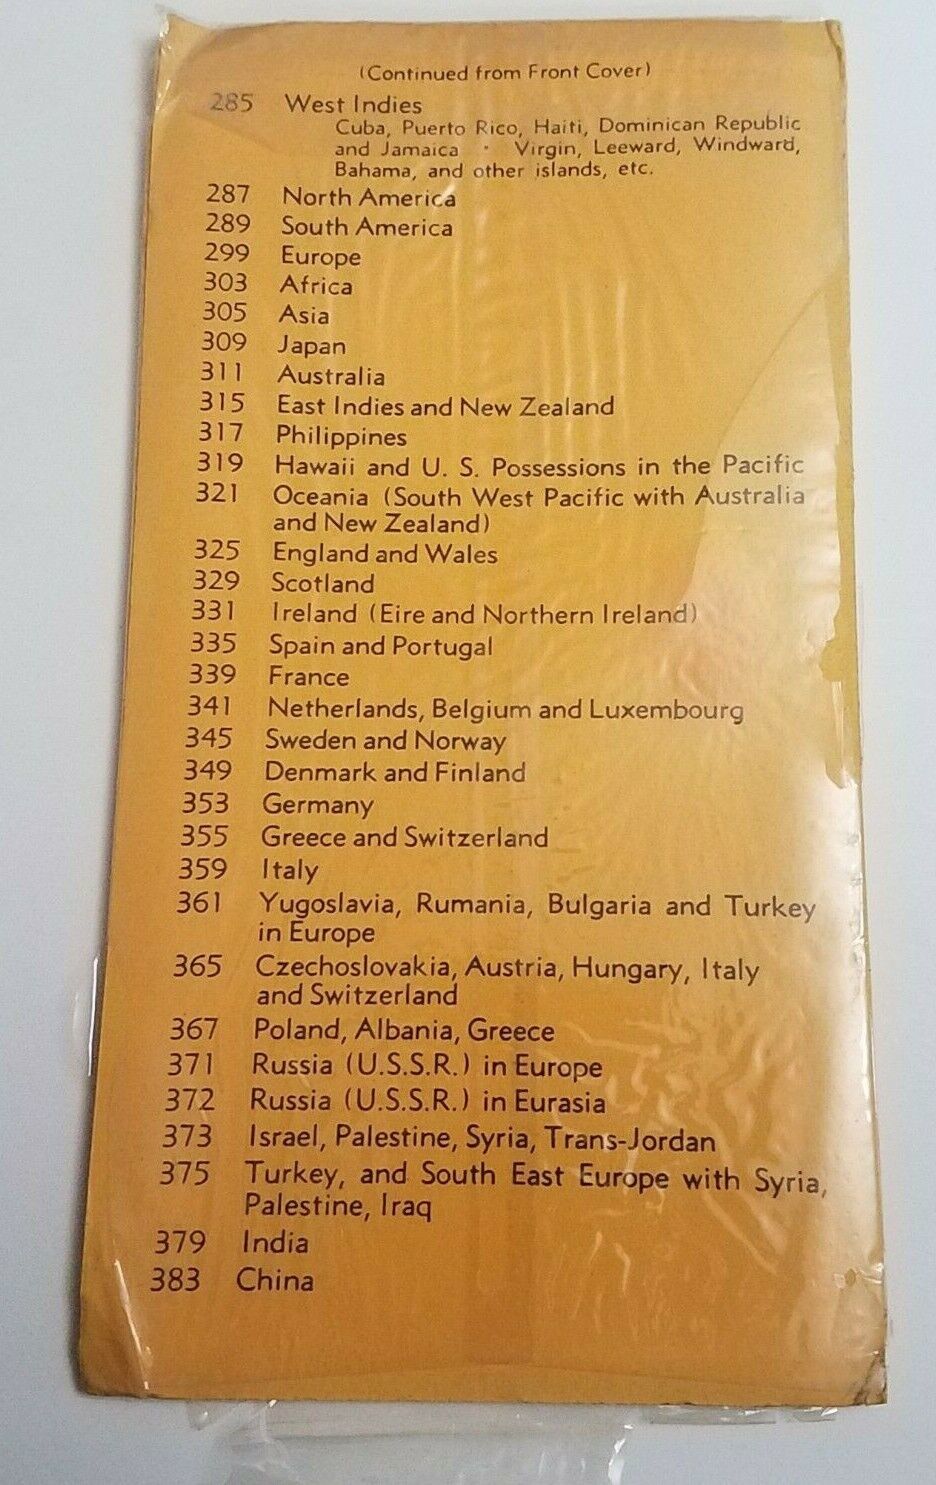 (Continued from Front Cover)
285 West Indies
Cuba, Puerto Rico, Haiti, Dominican Republic
and Jamaica · Virgin, Leeward, Windward,
Bahama, and other islands, etc.
287 North America
289 South America
299 Europe
303 Africa
305 Asia
309 Japan
311 Australia
315 East Indies and New Zealand
317 Philippines
319 Hawaii and U. S. Possessions in the Pacific
321 Oceania (South West Pacific with Australia
and New Zealand)
325 England and Wales
329 Scotland
331 Ireland (Eire and Northern Ireland)
335 Spain and Portugal
339 France
341 Netherlands, Belgium and Luxembourg
345 Sweden and Norway
349 Denmark and Finland
353 Germany
355 Greece and Switzerland
359 Italy
361 Yugoslavia, Rumania, Bulgaria and Turkey
in Europe
365 Czechoslovakia, Austria, Hungary, Italy
and Switzerland
367 Poland, Albania, Greece
371 Russia (U.S.S.R.) in Europe
372 Russia (U.S.S.R.) in Eurasia
373 Israel, Palestine, Syria, Trans-Jordan
375 Turkey, and South East Europe with Syria,
Palestine, Iraq
379 India
383 China